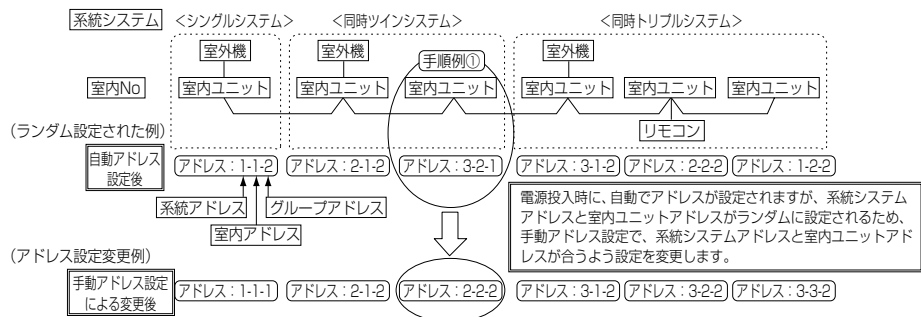 系統システム
<シングルシステム>
<同時ツインシステム>
<同時トリプルシステム>
室外機
室外機
手順例①
室外機
室内No
室内ユニット
室内ユニット
室内ユニット
室内ユニット
室内ユニット
室内ユニット
リモコン
（ランダム設定された例）
自動アドレス
設定後
アドレス：1-1-2
アドレス：2-1-2
アドレス：3-2-1
アドレス：3-1-2
アドレス：2-2-2
アドレス：1-2-2
系統アドレス
グループアドレス
室内アドレス
電源投入時に、自動でアドレスが設定されますが、系統システム
アドレスと室内ユニットアドレスがランダムに設定されるため、
手動アドレス設定で、系統システムアドレスと室内ユニットアド
レスが合うよう設定を変更します。
（アドレス設定変更例）
手動アドレス設定
による変更後
アドレス：1-1-1
アドレス：2-1-2
アドレス：2-2-2
アドレス：3-1-2
アドレス：3-2-2
アドレス：3-3-2